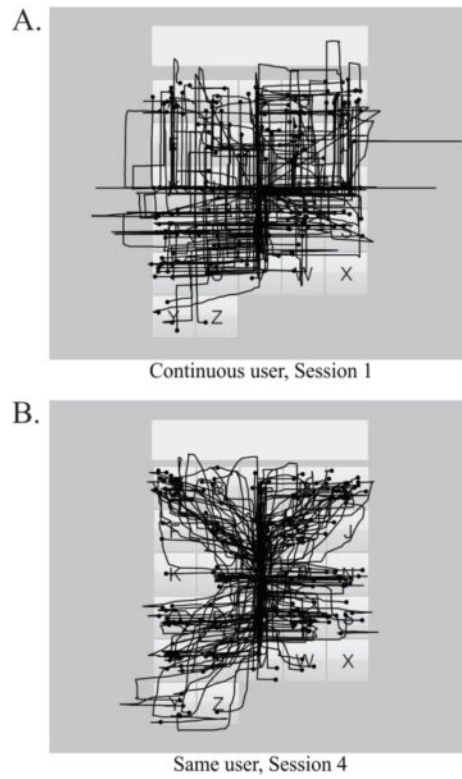 A.
W X
Y Z
Continuous user, Session 1
B.
J
K
W X
Y Z
Same user, Session 4